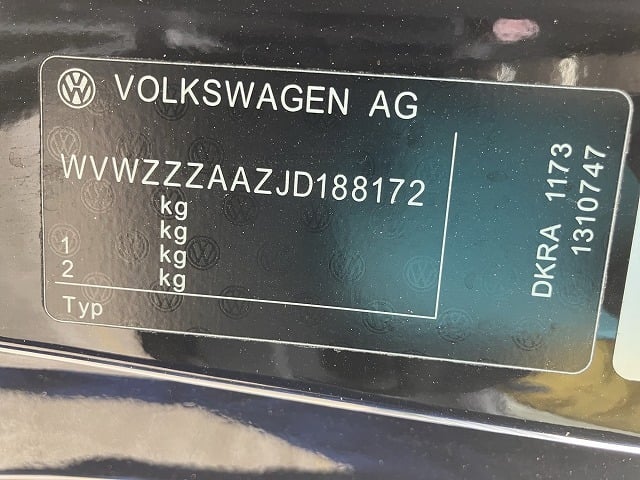 VOLKSWAGEN AG
WVWZZZAAZJD188172
kg
kg
1 kg
2 kg
Typ
DKRA 1173
1310747